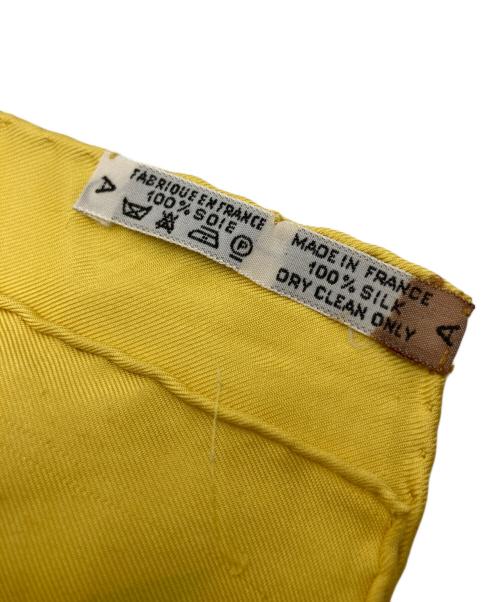 A
FABRIQUE EN FRANCE
100% SOIE
P
MADE IN FRANCE
100% SILK
DRY CLEAN ONLY
A